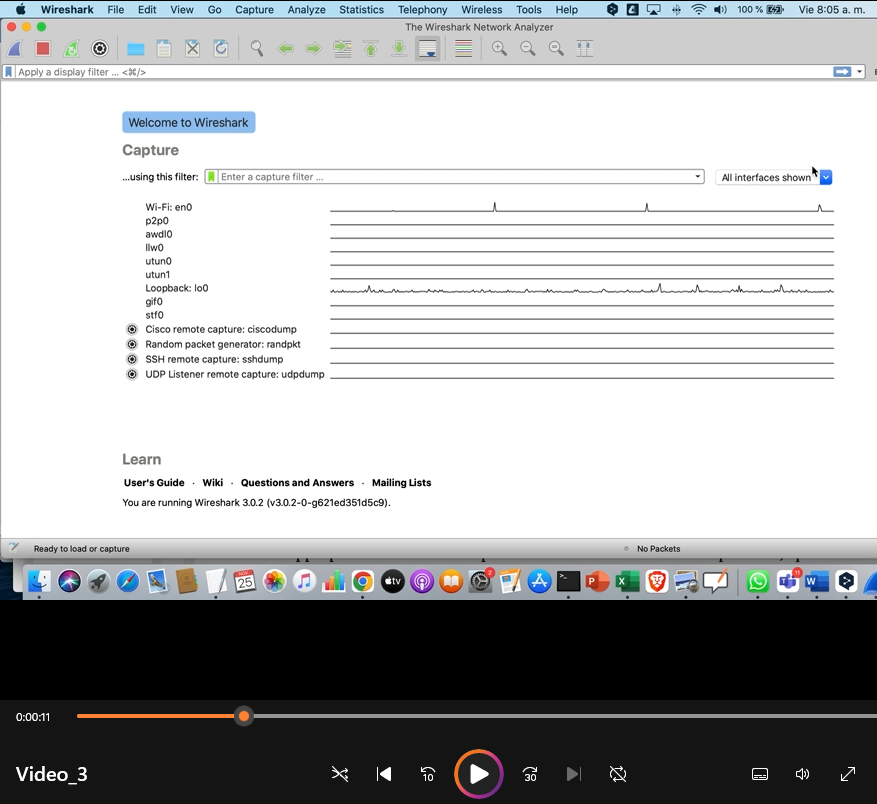 Wireshark File Edit View Go Capture Analyze Statistics Telephony Wireless Tools Help 100 % Vie 8:05 a. m.
The Wireshark Network Analyzer
Apply a display filter ... <⌘/>
Welcome to Wireshark
Capture
...using this filter: Enter a capture filter ... All interfaces shown
Wi-Fi: en0
p2p0
awdl0
llw0
utun0
utun1
Loopback: lo0
gif0
stf0
Cisco remote capture: ciscodump
Random packet generator: randpkt
SSH remote capture: sshdump
UDP Listener remote capture: udpdump
Learn
User's Guide · Wiki · Questions and Answers · Mailing Lists
You are running Wireshark 3.0.2 (v3.0.2-0-g621ed351d5c9).
Ready to load or capture No Packets
NOV 25 tv 2 11
0:00:11
Video_3 10 30